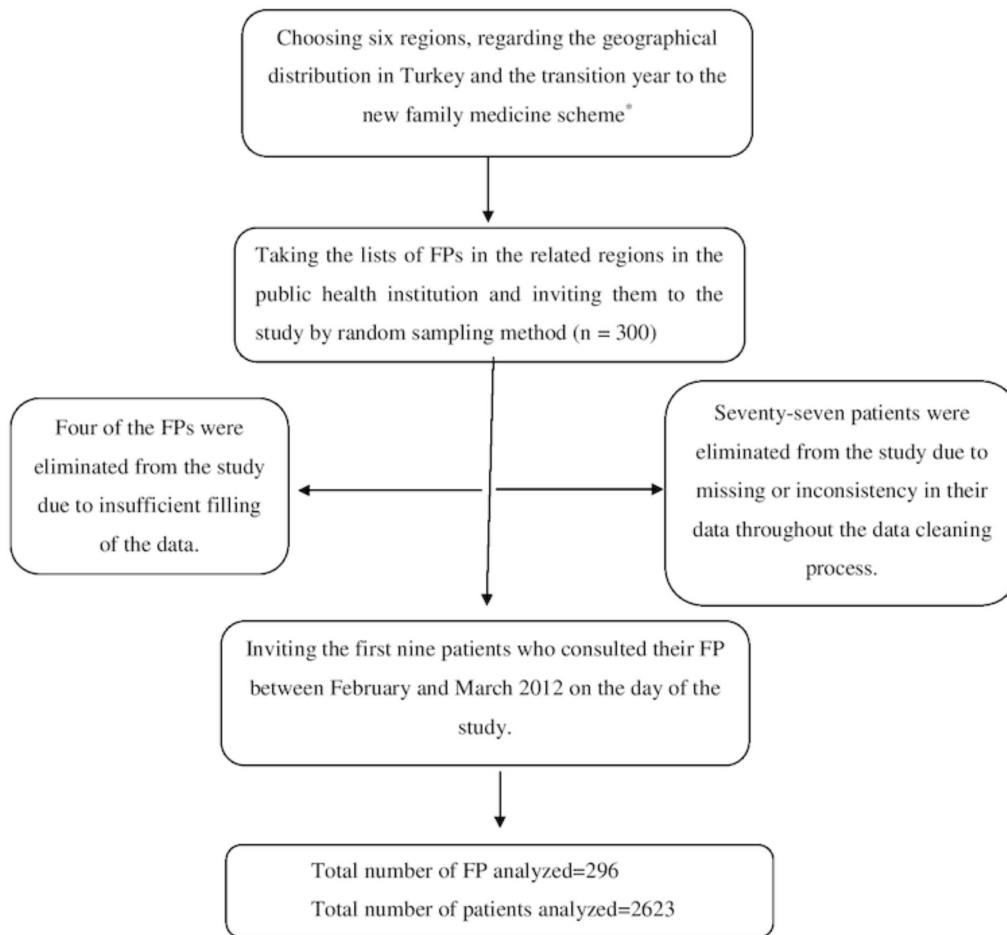 Choosing six regions, regarding the geographical
distribution in Turkey and the transition year to the
new family medicine scheme*
Taking the lists of FPs in the related regions in the
public health institution and inviting them to the
study by random sampling method (n = 300)
Four of the FPs were
eliminated from the study
due to insufficient filling
of the data.
Seventy-seven patients were
eliminated from the study due to
missing or inconsistency in their
data throughout the data cleaning
process.
Inviting the first nine patients who consulted their FP
between February and March 2012 on the day of the
study.
Total number of FP analyzed=296
Total number of patients analyzed=2623